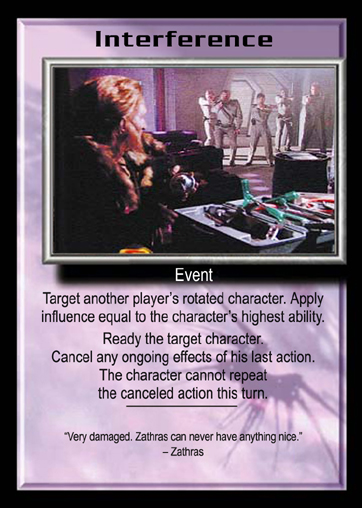 Interference
Event
Target another player's rotated character. Apply
influence equal to the character's highest ability.
Ready the target character.
Cancel any ongoing effects of his last action.
The character cannot repeat
the canceled action this turn.
“Very damaged. Zathras can never have anything nice.”
– Zathras